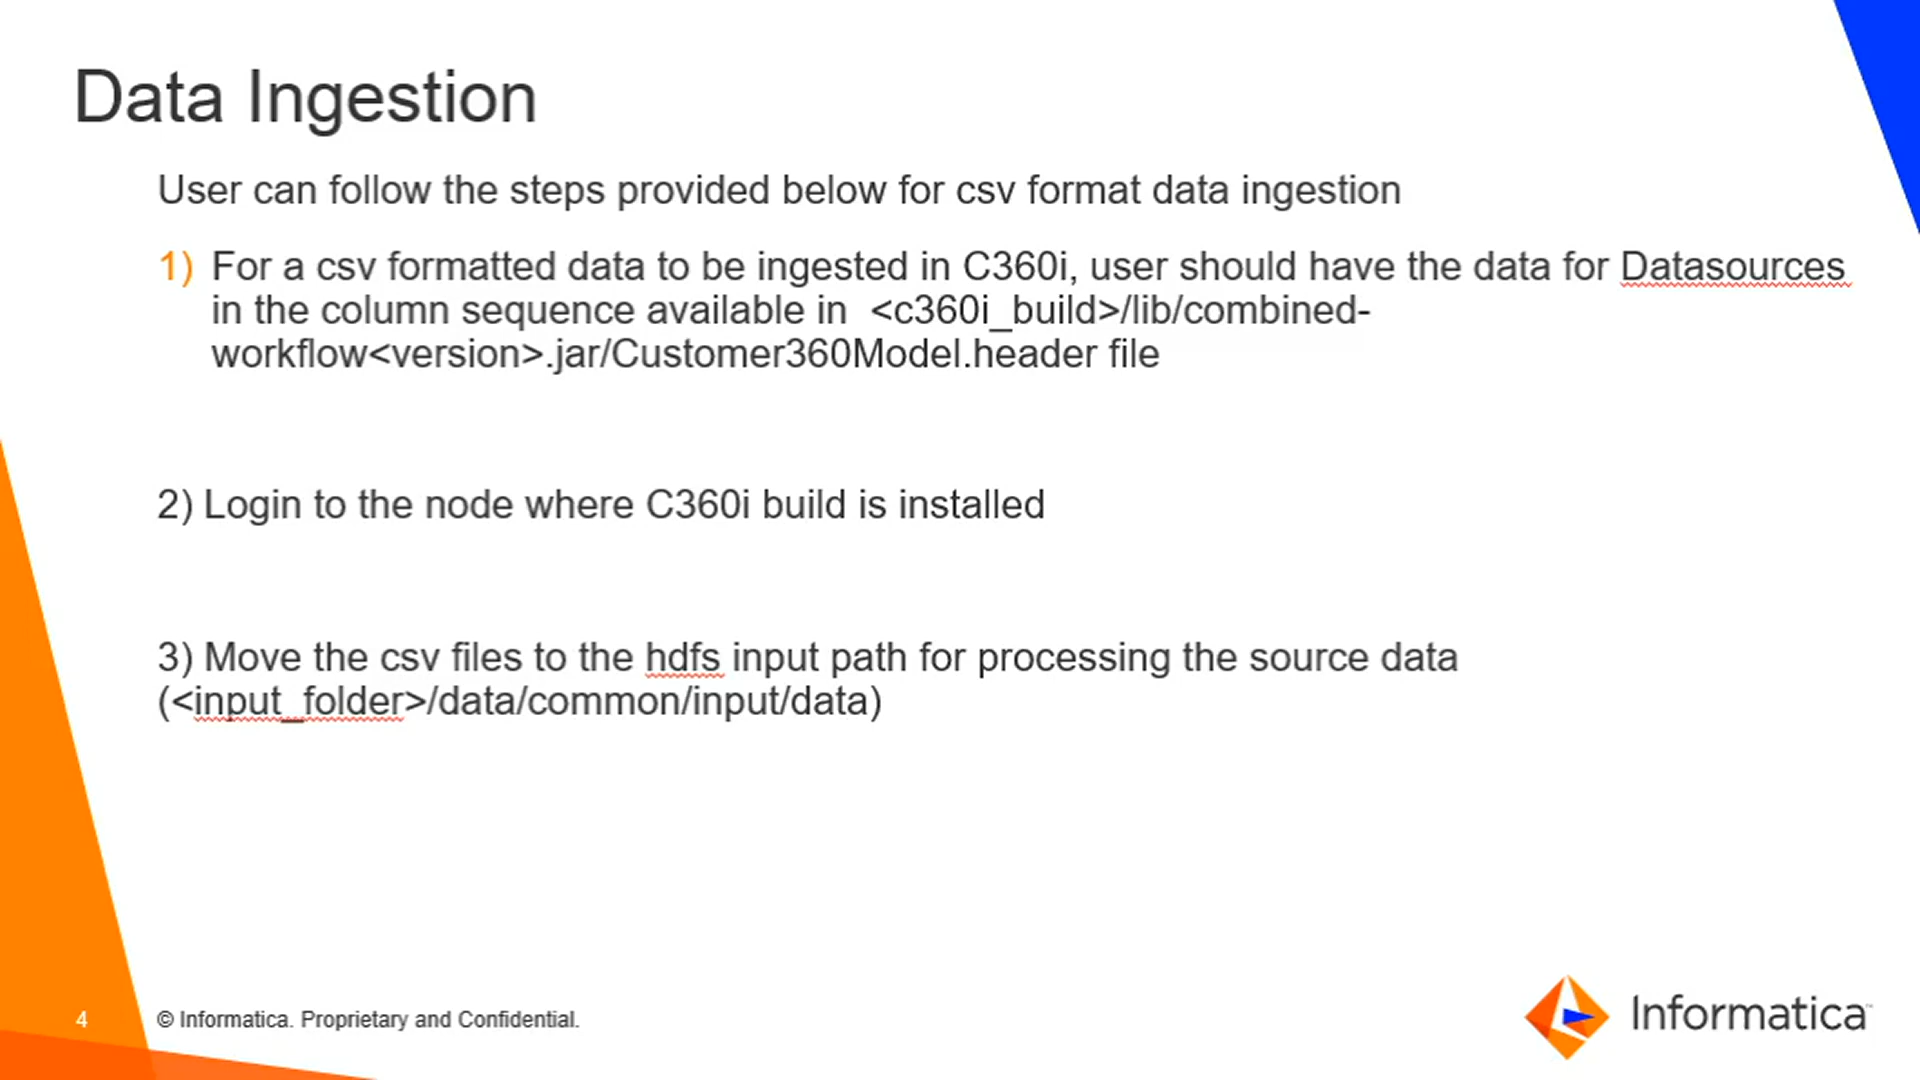 Data Ingestion
User can follow the steps provided below for csv format data ingestion
1) For a csv formatted data to be ingested in C360i, user should have the data for Datasources
in the column sequence available in  <c360i_build>/lib/combined-
workflow<version>.jar/Customer360Model.header file
2) Login to the node where C360i build is installed
3) Move the csv files to the hdfs input path for processing the source data
(<input_folder>/data/common/input/data)
4
© Informatica. Proprietary and Confidential.
Informatica™